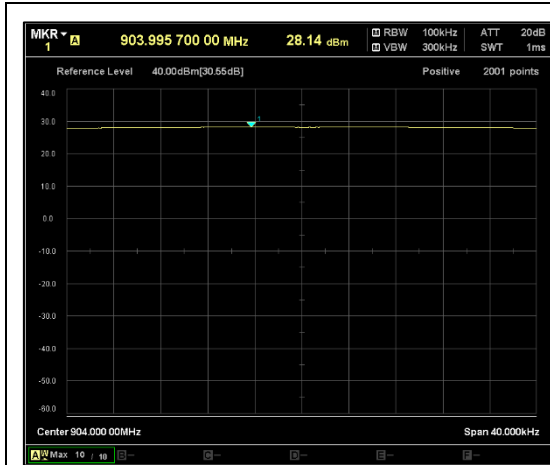 MKR 1 A 903.995 700 00 MHz 28.14 dBm RBW 100kHz ATT 20dB
VBW 300kHz SWT 1ms
Reference Level 40.00dBm[30.55dB] Positive 2001 points
40.0
1
30.0
20.0
10.0
0.0
-10.0
-20.0
-30.0
-40.0
-50.0
-60.0
Center 904.000 00MHz Span 40.000kHz
A Max 10 / 10 B-- C-- D-- E-- F--